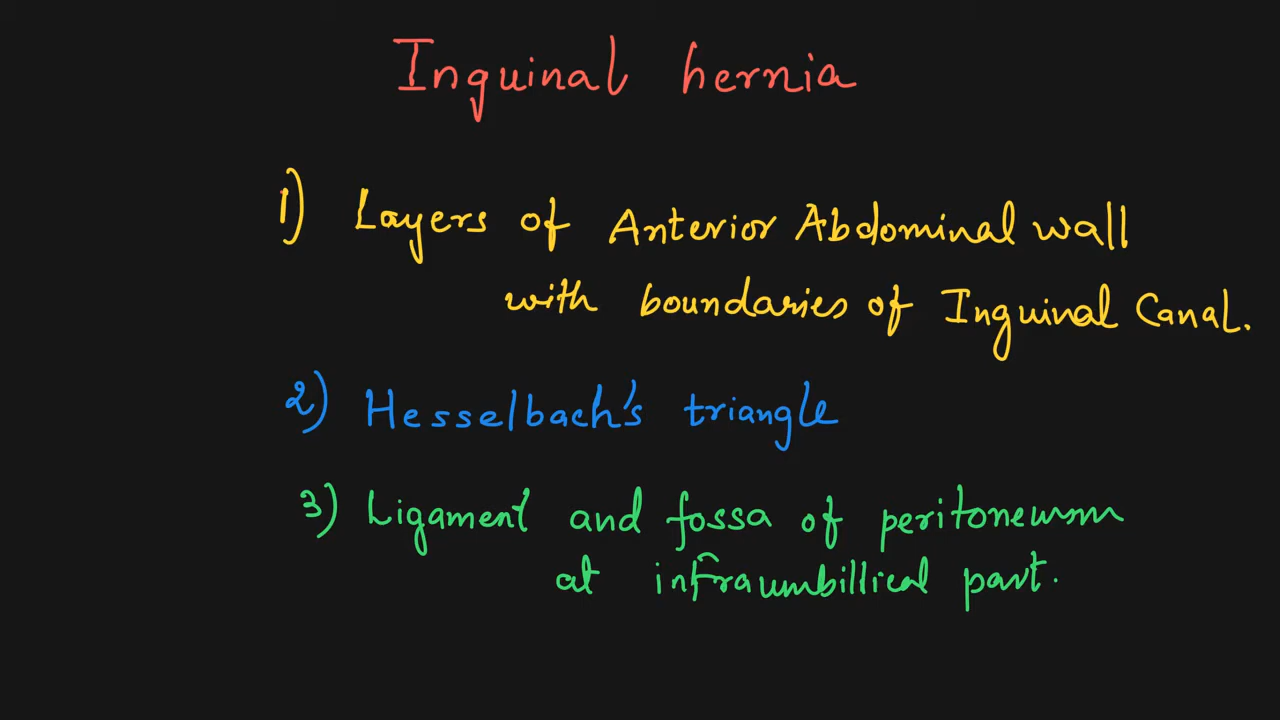 Inguinal hernia
1) Layers of Anterior Abdominal wall
with boundaries of Inguinal Canal.
2) Hesselbach's triangle
3) Ligament and fossa of peritoneum
at infraumbillical part.